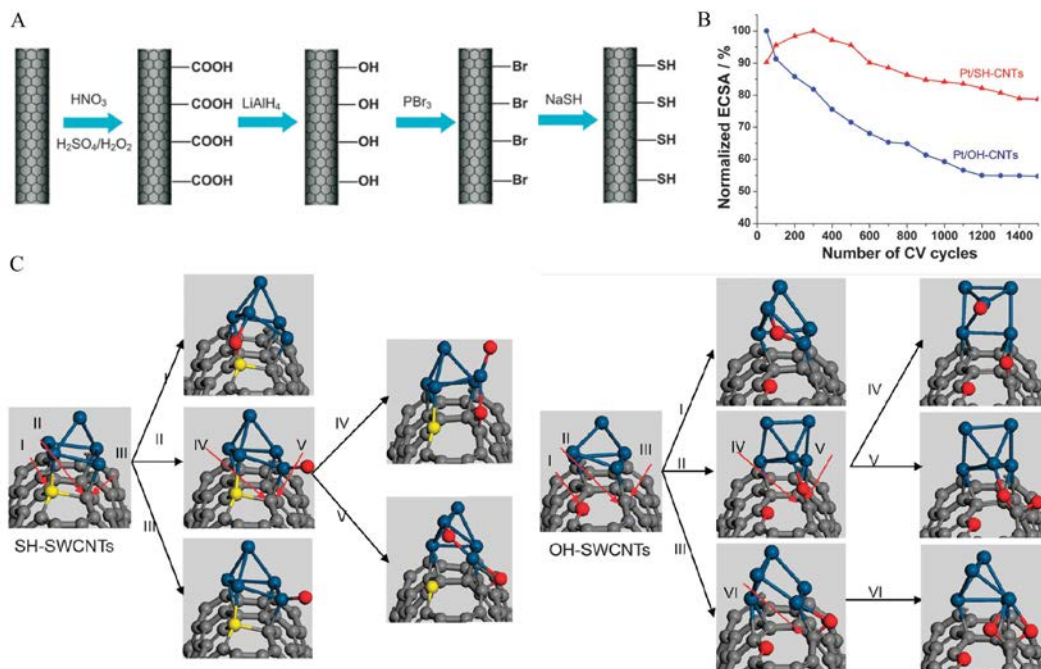 A
HNO3
H2SO4/H2O2
COOH
COOH
COOH
COOH
LiAlH4
OH
OH
OH
OH
PBr3
Br
Br
Br
Br
NaSH
SH
SH
SH
SH
B
Normalized ECSA / %
100
90
80
70
60
50
40
0 200 400 600 800 1000 1200 1400
Number of CV cycles
Pt/SH-CNTs
Pt/OH-CNTs
C
I
II
III
SH-SWCNTs
I
II
III
IV
V
IV
V
I
II
III
OH-SWCNTs
I
II
III
IV
V
VI
IV
V
VI